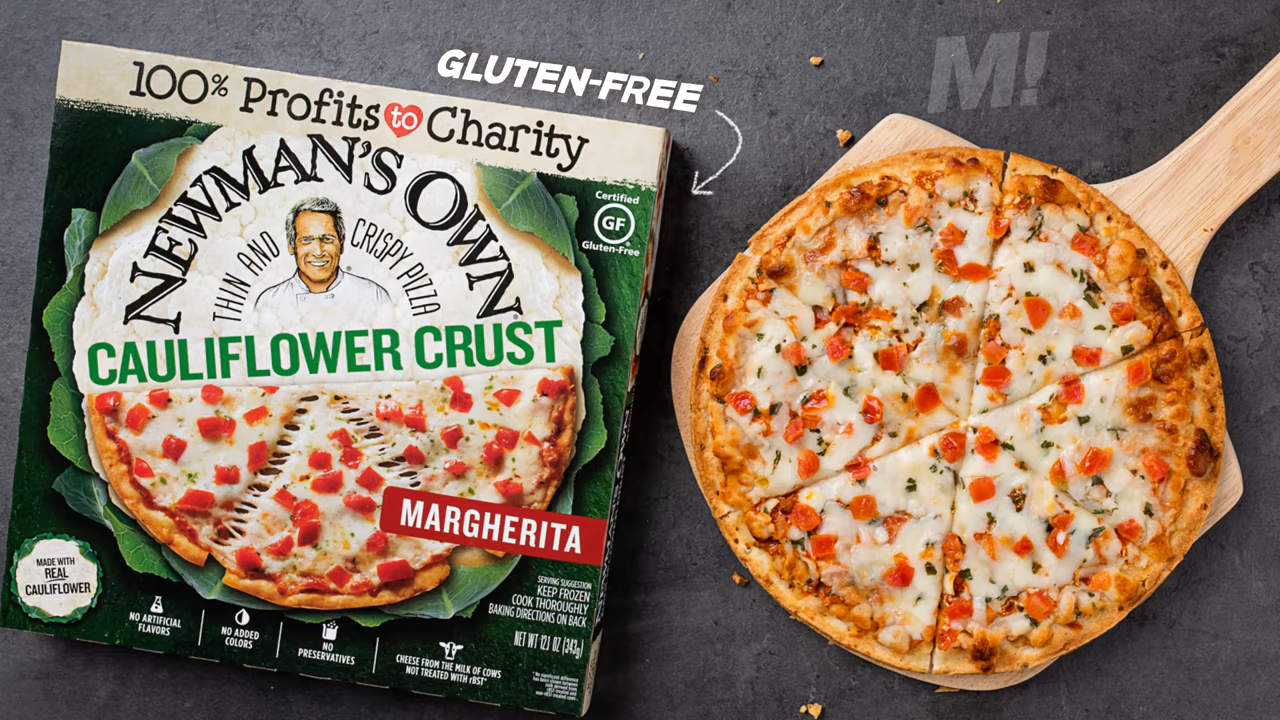 100% Profits to Charity
GLUTEN-FREE
M!
NEWMAN'S OWN
THIN AND CRISPY PIZZA
Certified
GF
Gluten-Free
CAULIFLOWER CRUST
MARGHERITA
MADE WITH
REAL
CAULIFLOWER
NO ARTIFICIAL
FLAVORS
NO ADDED
COLORS
NO
PRESERVATIVES
CHEESE FROM THE MILK OF COWS
NOT TREATED WITH rBST*
SERVING SUGGESTION
KEEP FROZEN
COOK THOROUGHLY
BAKING DIRECTIONS ON BACK
NET WT 12.1 OZ (343g)